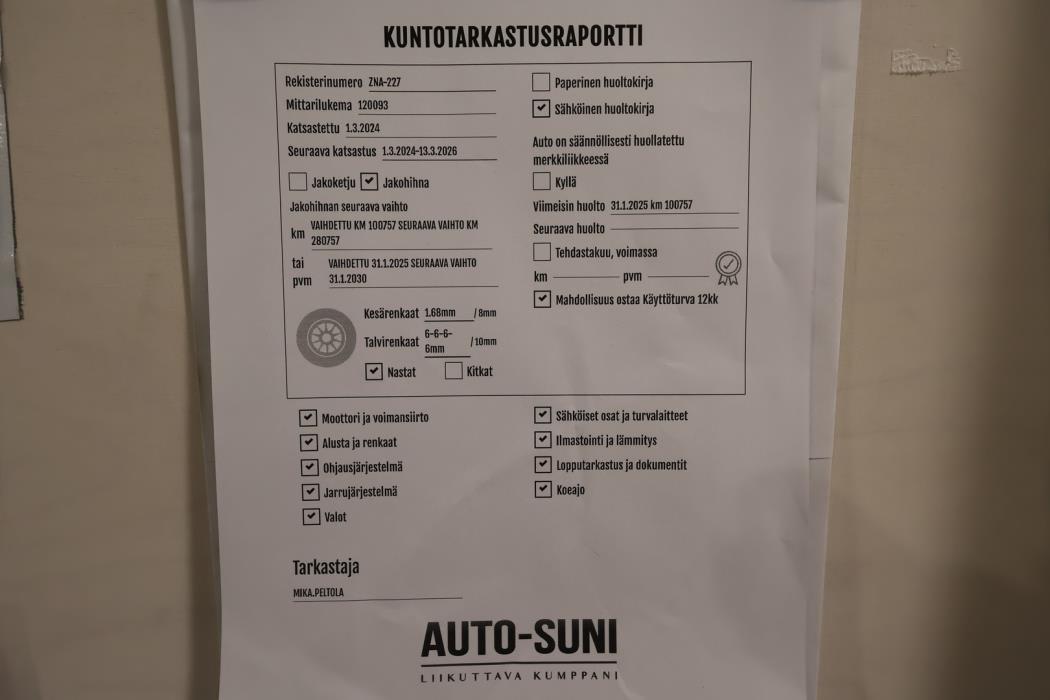 KUNTOTARKASTUSRAPORTTI
Rekisterinumero ZNA-227
Mittarilukema 120093
Katsastettu 1.3.2024
Seuraava katsastus 1.3.2024-13.3.2026
Jakoketju Jakohihna
Jakohihnan seuraava vaihto
km VAIHDETTU KM 100757 SEURAAVA VAIHTO KM
280757
tai VAIHDETTU 31.1.2025 SEURAAVA VAIHTO
pvm 31.1.2030
Kesärenkaat 1.68mm / 8mm
Talvirenkaat 6-6-6-
6mm / 10mm
Nastat Kitkat
Paperinen huoltokirja
Sähköinen huoltokirja
Auto on säännöllisesti huollatettu
merkkiliikkeessä
Kyllä
Viimeisin huolto 31.1.2025 km 100757
Seuraava huolto
Tehdastakuu, voimassa
km pvm
Mahdollisuus ostaa Käyttöturva 12kk
Moottori ja voimansiirto
Alusta ja renkaat
Ohjausjärjestelmä
Jarrujärjestelmä
Valot
Sähköiset osat ja turvalaitteet
Ilmastointi ja lämmitys
Lopputarkastus ja dokumentit
Koeajo
Tarkastaja
MIKA.PELTOLA
AUTO-SUNI
LIIKUTTAVA KUMPPANI